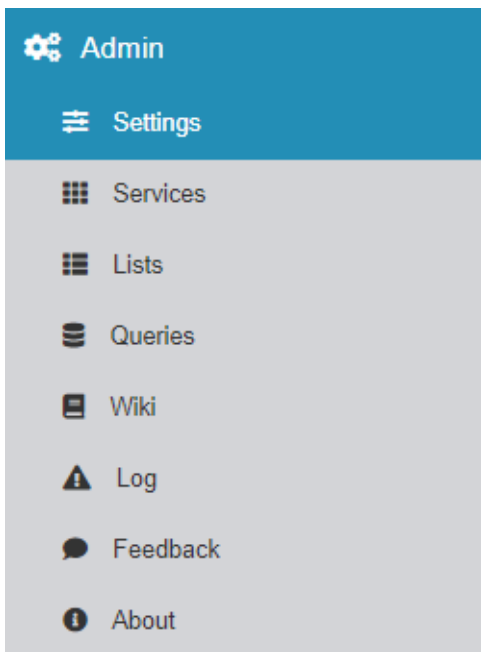 Admin
Settings
Services
Lists
Queries
Wiki
Log
Feedback
About